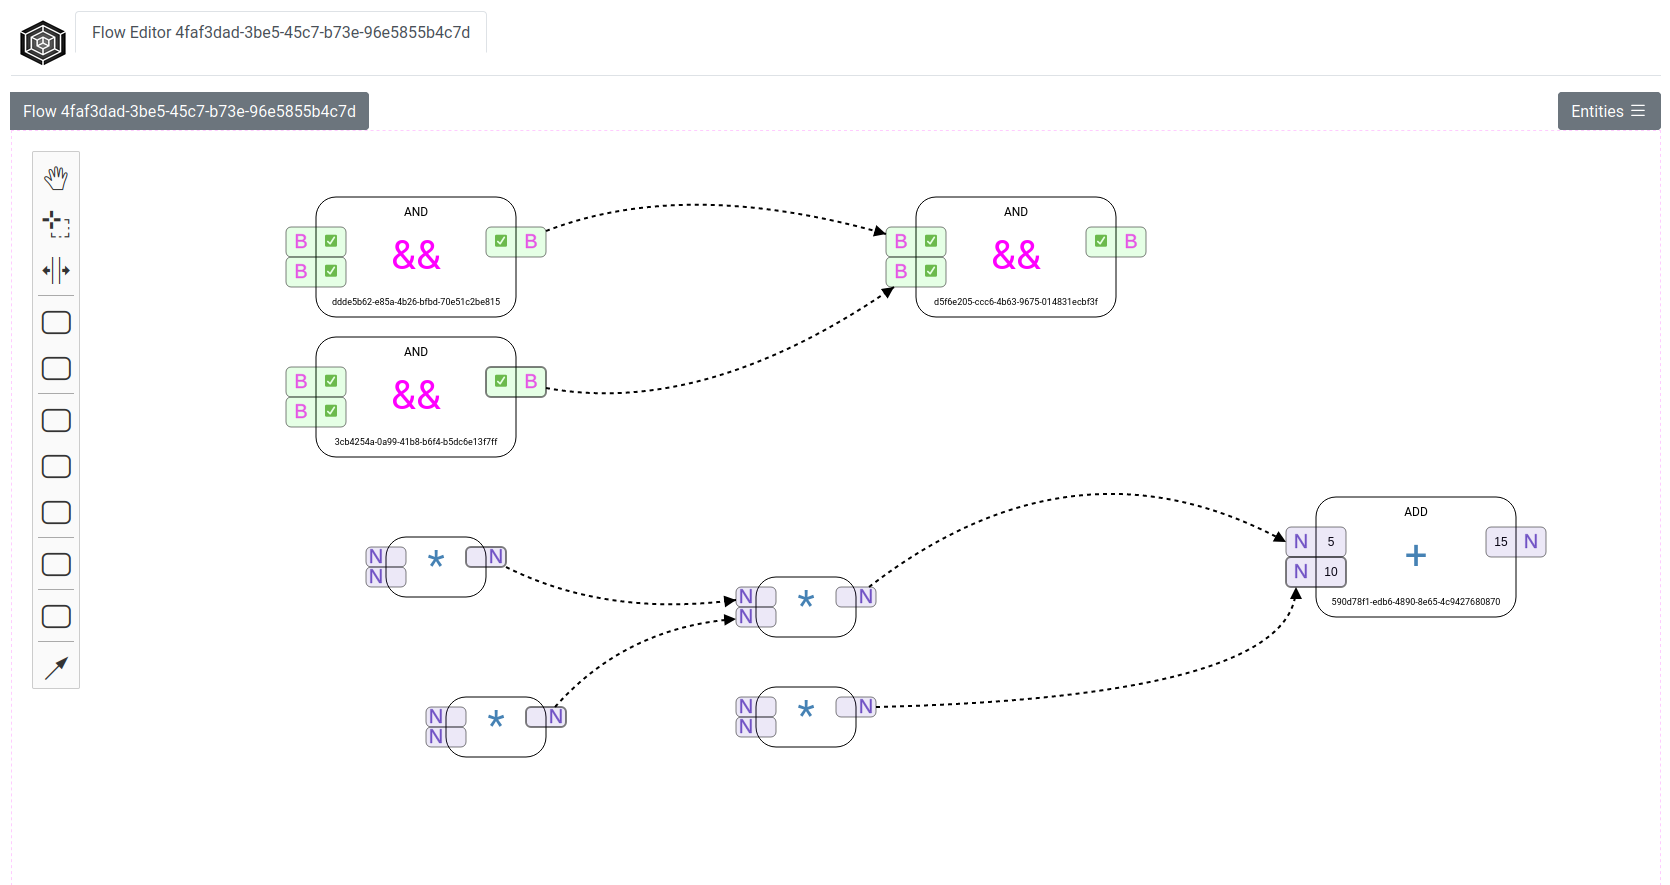 Flow Editor 4faf3dad-3be5-45c7-b73e-96e5855b4c7d
Flow 4faf3dad-3be5-45c7-b73e-96e5855b4c7d
Entities ☰
AND
B
B
&&
B
ddde5b62-e85a-4b26-bfbd-70e51c2be815
AND
B
B
&&
B
d5f6e205-ccc6-4b63-9675-014831ecbf3f
AND
B
B
&&
B
3cb4254a-0a99-41b8-b6f4-b5dc6e13f7ff
N
N
*
N
N
N
*
N
ADD
N 5
N 10
+
15 N
590d78f1-edb6-4890-8e65-4c9427680870
N
N
*
N
N
N
*
N